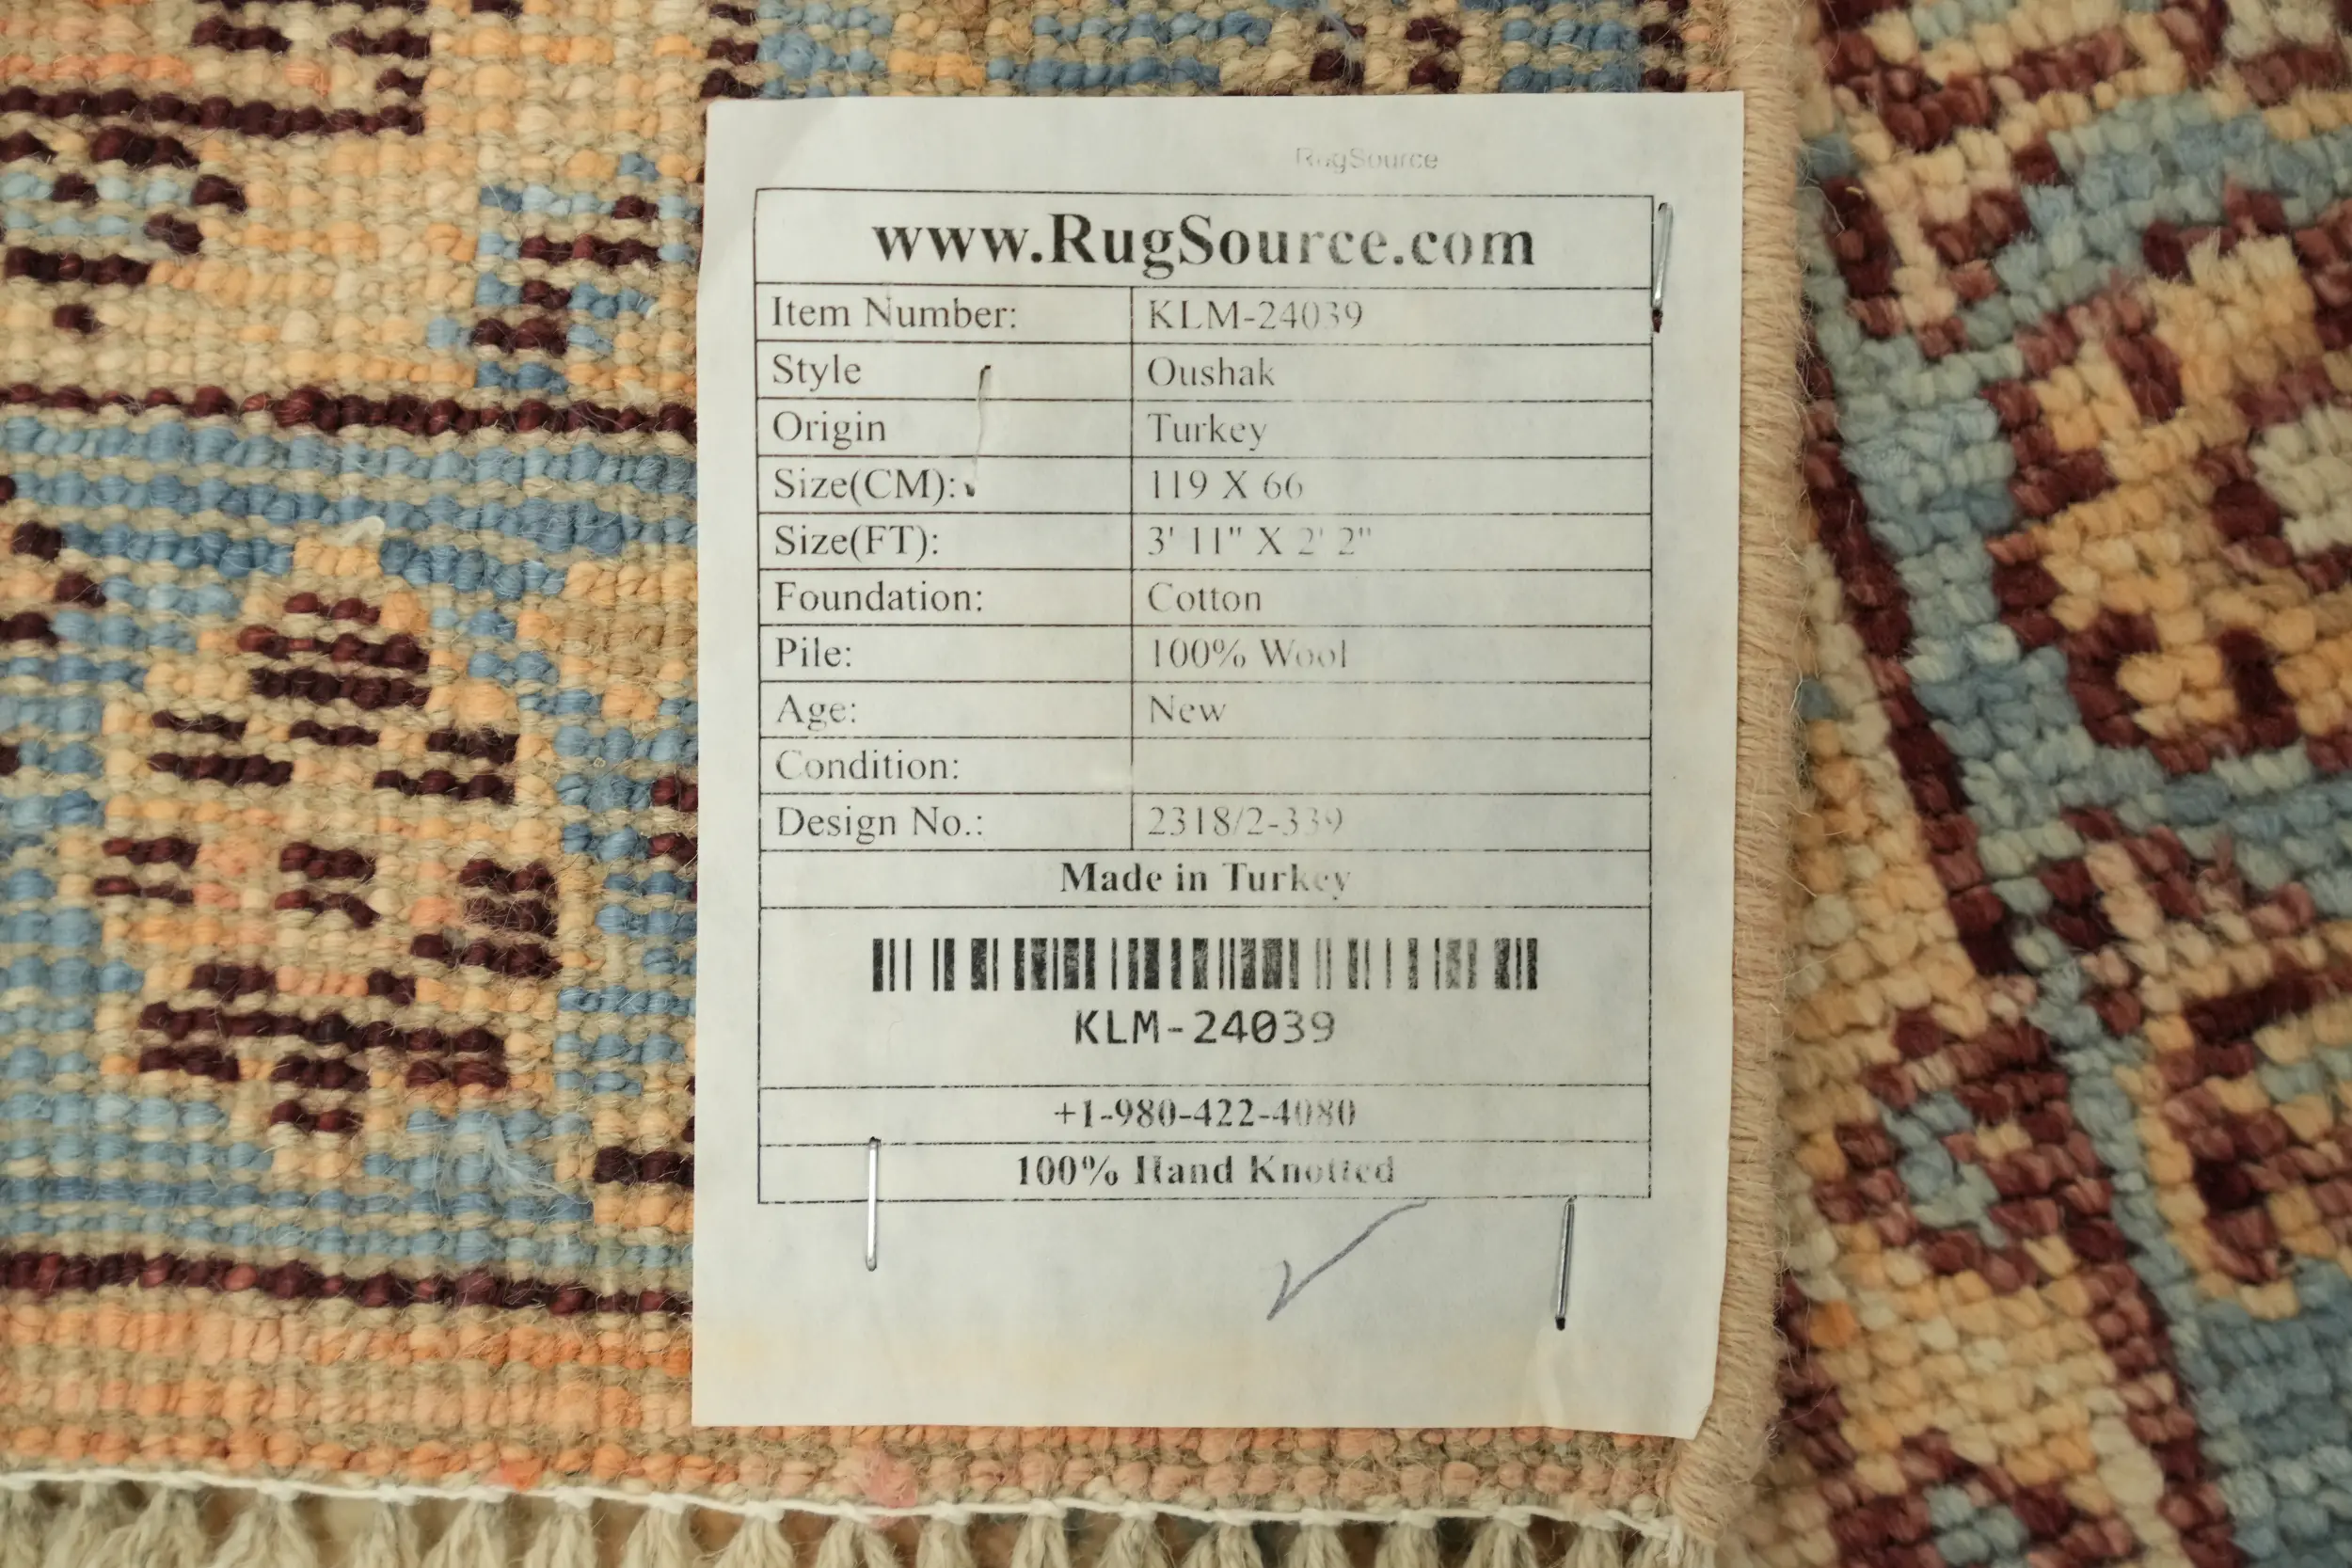 RugSource
www.RugSource.com
Item Number: KLM-24039
Style Oushak
Origin Turkey
Size(CM): 119 X 66
Size(FT): 3' 11" X 2' 2"
Foundation: Cotton
Pile: 100% Wool
Age: New
Condition:
Design No.: 2318/2-339
Made in Turkey
KLM-24039
+1-980-422-4080
100% Hand Knotted